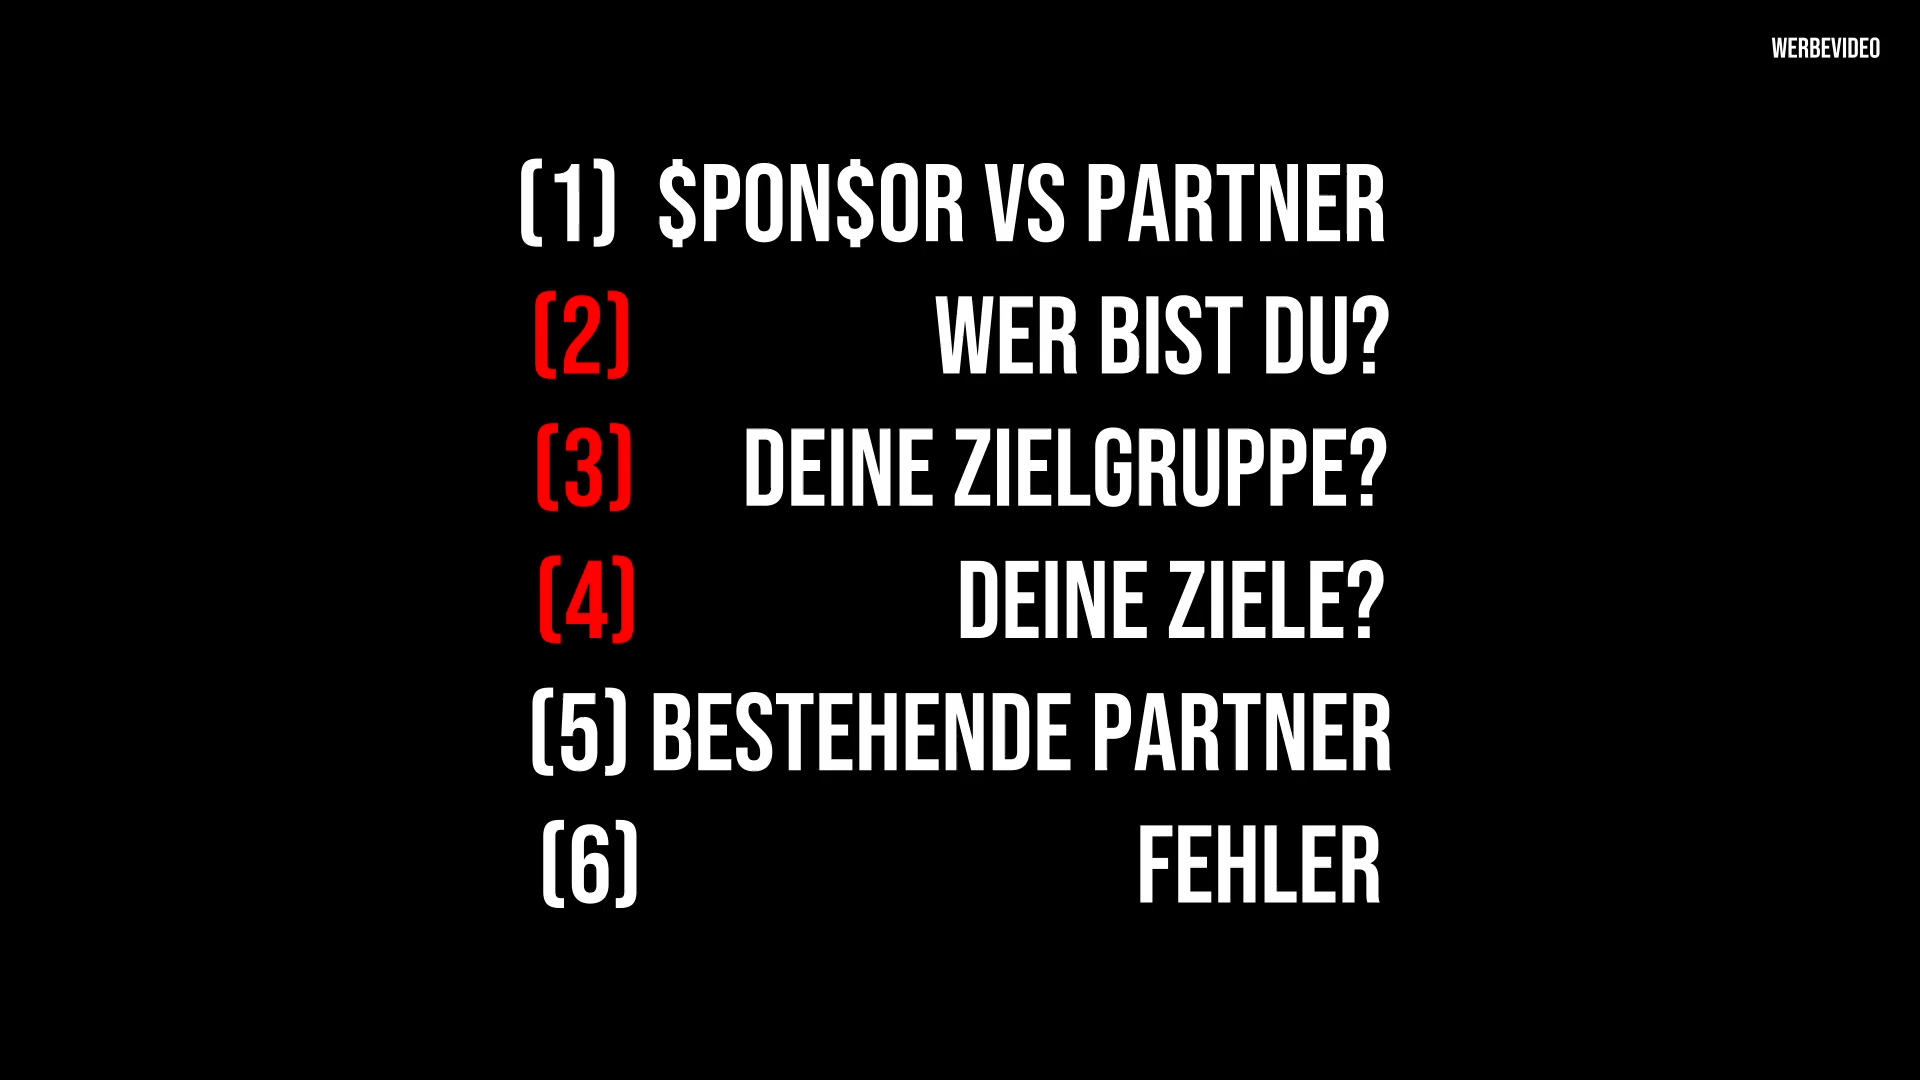 WERBEVIDEO
(1) $PON$OR VS PARTNER
(2) WER BIST DU?
(3) DEINE ZIELGRUPPE?
(4) DEINE ZIELE?
(5) BESTEHENDE PARTNER
(6) FEHLER